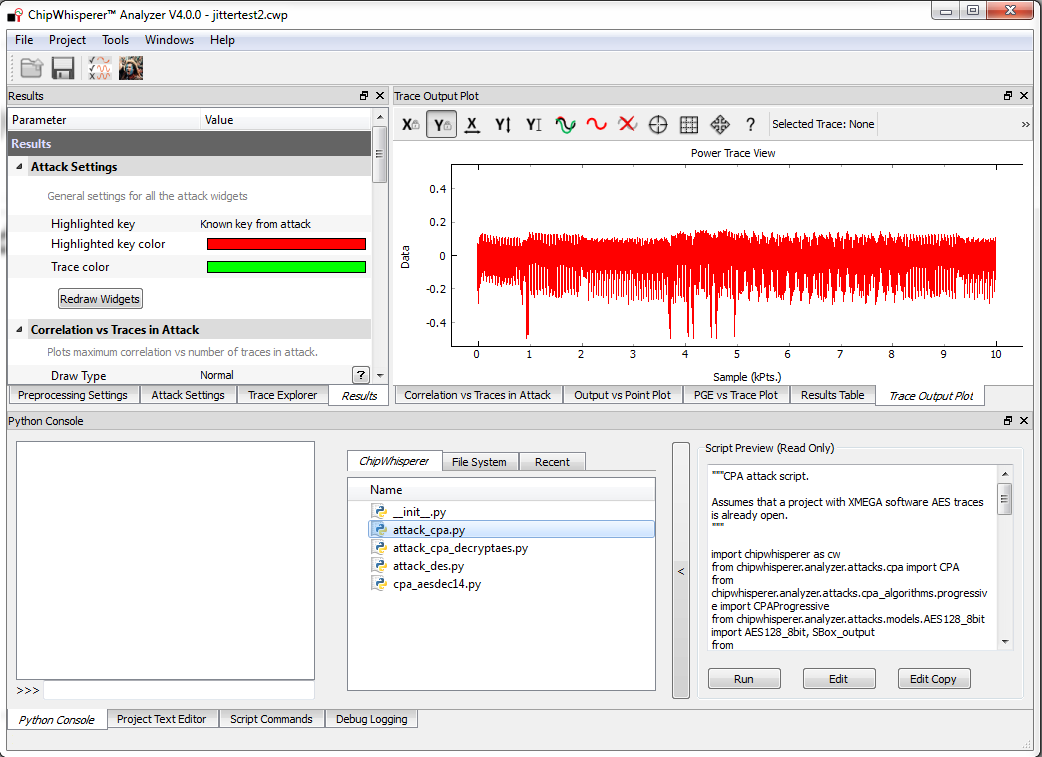 ChipWhisperer™ Analyzer V4.0.0 - jittertest2.cwp
File Project Tools Windows Help
Results
Parameter Value
Results
Attack Settings
General settings for all the attack widgets
Highlighted key Known key from attack
Highlighted key color
Trace color
Redraw Widgets
Correlation vs Traces in Attack
Plots maximum correlation vs number of traces in attack.
Draw Type Normal ?
Preprocessing Settings Attack Settings Trace Explorer Results
Trace Output Plot
X Y X Y Y ? Selected Trace: None »
Power Trace View
Data
0.4
0.2
0
-0.2
-0.4
0 1 2 3 4 5 6 7 8 9 10
Sample (kPts.)
Correlation vs Traces in Attack Output vs Point Plot PGE vs Trace Plot Results Table Trace Output Plot
Python Console
>>>
ChipWhisperer File System Recent
Name
__init__.py
attack_cpa.py
attack_cpa_decryptaes.py
attack_des.py
cpa_aesdec14.py
<
Script Preview (Read Only)
"""CPA attack script.
Assumes that a project with XMEGA software AES traces
is already open.
"""
import chipwhisperer as cw
from chipwhisperer.analyzer.attacks.cpa import CPA
from
chipwhisperer.analyzer.attacks.cpa_algorithms.progressiv
e import CPAProgressive
from chipwhisperer.analyzer.attacks.models.AES128_8bit
import AES128_8bit, SBox_output
from
Run Edit Edit Copy
Python Console Project Text Editor Script Commands Debug Logging